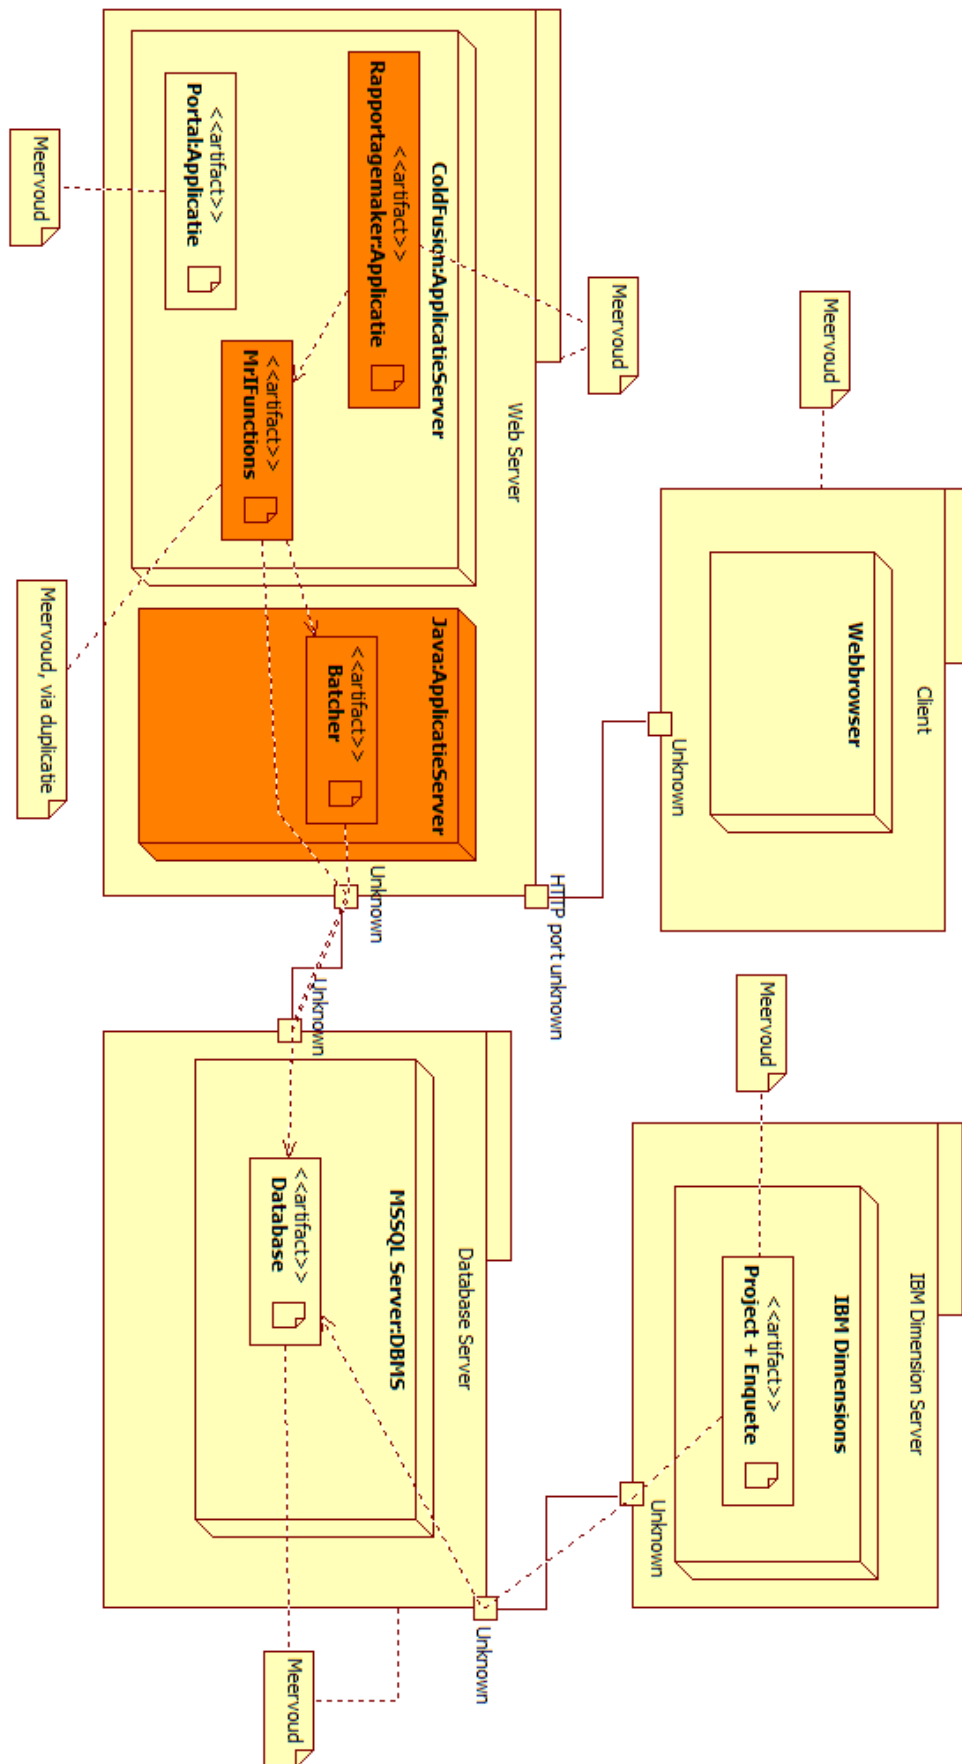 Client
Webbrowser
Unknown
Meervoud
IBM Dimension Server
IBM Dimensions
<<artifact>>
Project + Enquete
Unknown
Meervoud
Meervoud
Web Server
HTTP port unknown
ColdFusion:ApplicatieServer
<<artifact>>
Rapportagemaker:Applicatie
<<artifact>>
MrIFunctions
<<artifact>>
Portal:Applicatie
Meervoud
Meervoud, via duplicatie
Java:ApplicatieServer
<<artifact>>
Batcher
Unknown
Unknown
Unknown
Database Server
MSSQL Server:DBMS
<<artifact>>
Database
Unknown
Meervoud